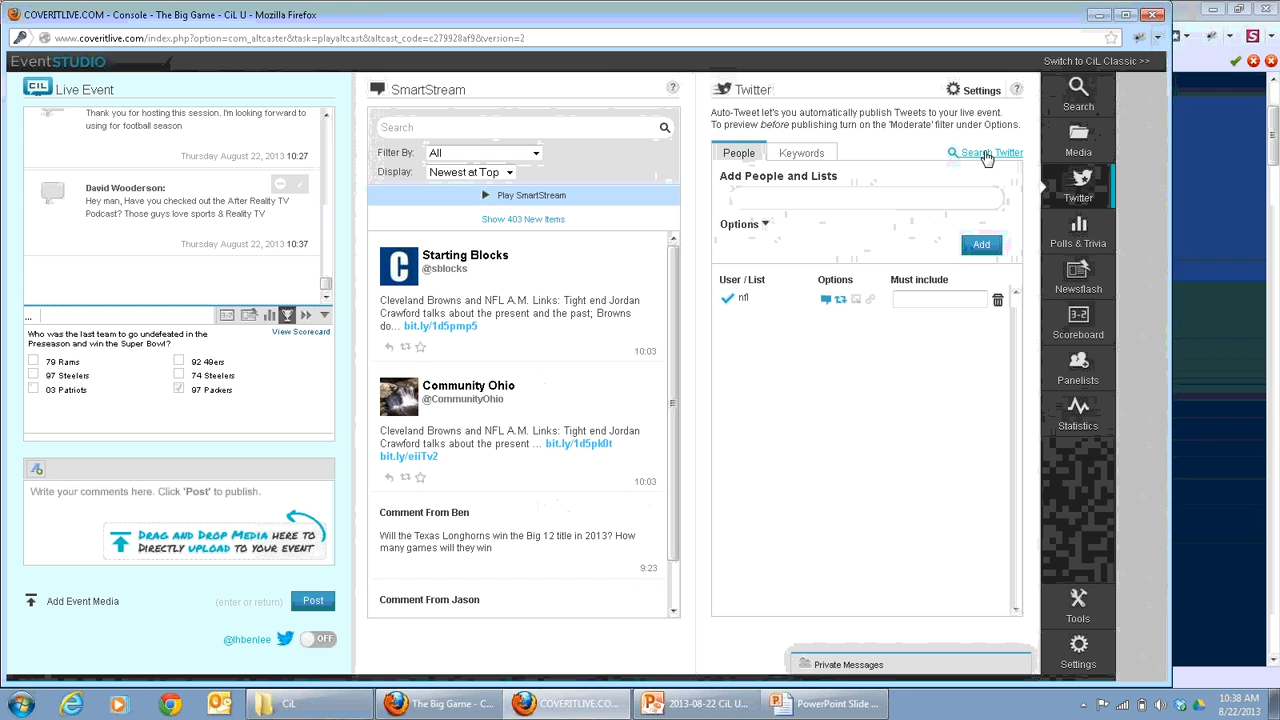 COVERITLIVE.COM - Console - The Big Game - CiL U - Mozilla Firefox
www.coveritlive.com/index.php?option=com_altcaster&task=playaltcast&altcast_code=c279928af9&version=2
EventSTUDIO
Switch to CiL Classic >>
CiL Live Event
Thank you for hosting this session. I'm looking forward to
using for football season
Thursday August 22, 2013 10:27
David Wooderson:
Hey man, Have you checked out the After Reality TV
Podcast? Those guys love sports & Reality TV
Thursday August 22, 2013 10:37
...
3-2
Who was the last team to go undefeated in the
Preseason and win the Super Bowl?
View Scorecard
79 Rams
92 49ers
97 Steelers
74 Steelers
03 Patriots
97 Packers
Write your comments here. Click 'Post' to publish.
DRAG AND DROP MEDIA HERE TO
DIRECTLY UPLOAD TO YOUR EVENT
Add Event Media
(enter or return)
Post
@lhbenlee
OFF
SmartStream
?
Search
Filter By:
All
Display
Newest at Top
Play SmartStream
Show 403 New Items
C
Starting Blocks
@sblocks
Cleveland Browns and NFL A.M. Links: Tight end Jordan
Crawford talks about the present and the past; Browns
do... bit.ly/1d5pmp5
10:03
Community Ohio
@CommunityOhio
Cleveland Browns and NFL A.M. Links: Tight end Jordan
Crawford talks about the present ... bit.ly/1d5pk0t
bit.ly/eiiTv2
10:03
Comment From Ben
Will the Texas Longhorns win the Big 12 title in 2013? How
many games will they win
9:23
Comment From Jason
Twitter
Settings
?
Auto-Tweet let's you automatically publish Tweets to your live event.
To preview before publishing turn on the 'Moderate' filter under Options.
People
Keywords
Search Twitter
Add People and Lists
Options
Add
User / List
Options
Must include
nfl
Private Messages
Search
Media
Twitter
Polls & Trivia
Newsflash
3-2
Scoreboard
Panelists
Statistics
Tools
Settings
S
CiL
The Big Game - C...
COVERITLIVE.CO...
2013-08-22 CiL U...
PowerPoint Slide ...
10:38 AM
8/22/2013